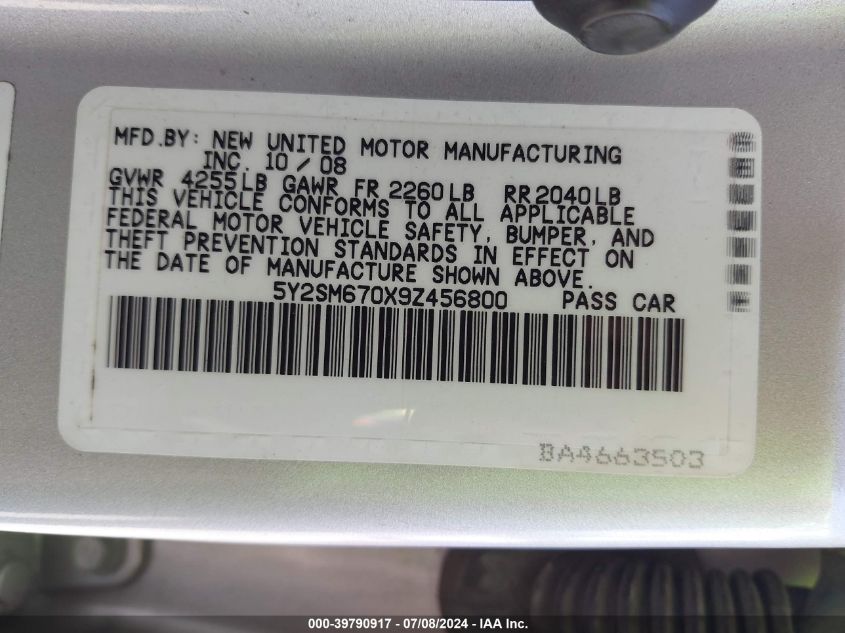 MFD.BY: NEW UNITED MOTOR MANUFACTURING
INC. 10 / 08
GVWR 4255LB GAWR FR 2260LB RR2040LB
THIS VEHICLE CONFORMS TO ALL APPLICABLE
FEDERAL MOTOR VEHICLE SAFETY, BUMPER, AND
THEFT PREVENTION STANDARDS IN EFFECT ON
THE DATE OF MANUFACTURE SHOWN ABOVE.
5Y2SM670X9Z456800 PASS CAR
BA4663503
000-39790917 - 07/08/2024 - IAA Inc.